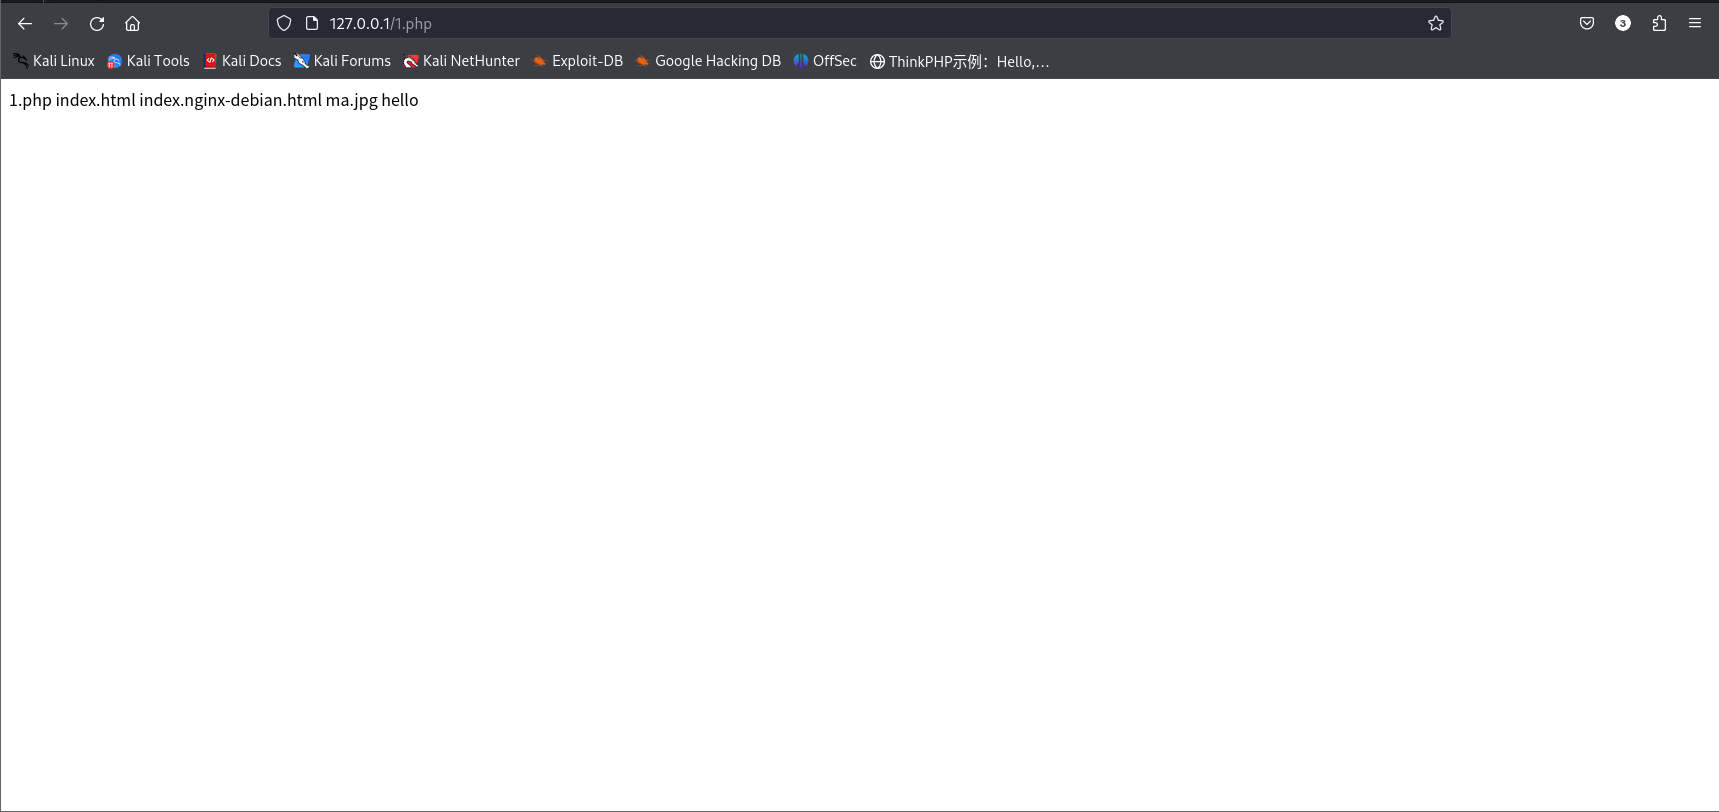 127.0.0.1/1.php
3
Kali Linux Kali Tools Kali Docs Kali Forums Kali NetHunter Exploit-DB Google Hacking DB OffSec ThinkPHP示例：Hello,...
1.php index.html index.nginx-debian.html ma.jpg hello